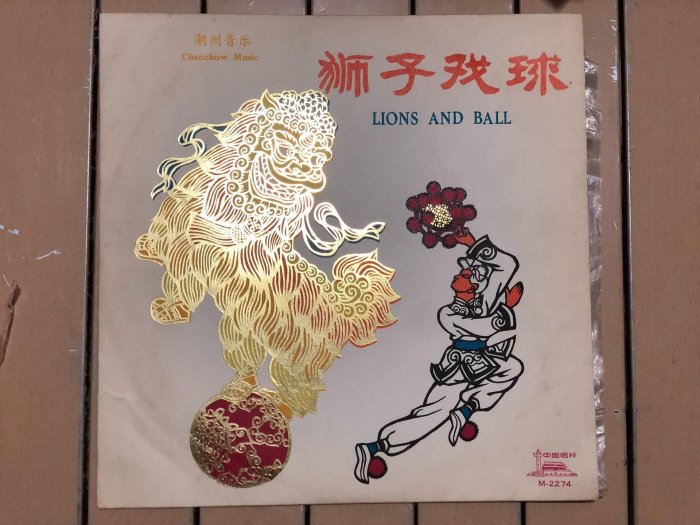 潮州音乐
Chaochow Music
狮子戏球
LIONS AND BALL
中国唱片
M-2274